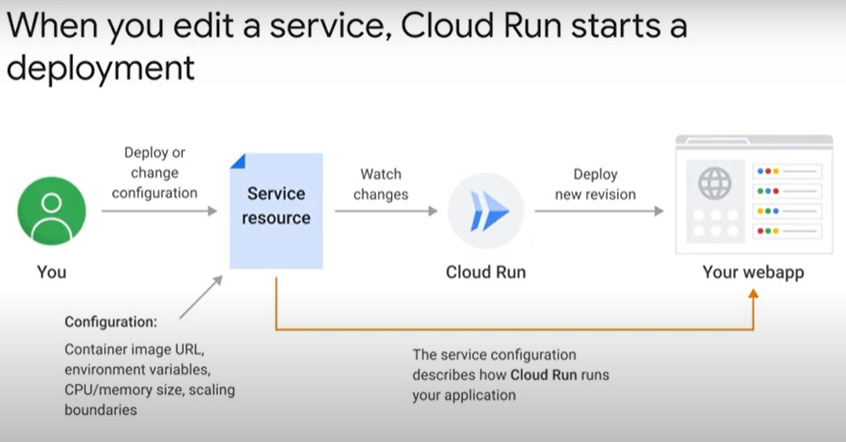 When you edit a service, Cloud Run starts a
deployment
Deploy or
change
configuration
Service
resource
Watch
changes
Deploy
new revision
You
Cloud Run
Your webapp
Configuration:
Container image URL,
environment variables,
CPU/memory size, scaling
boundaries
The service configuration
describes how Cloud Run runs
your application